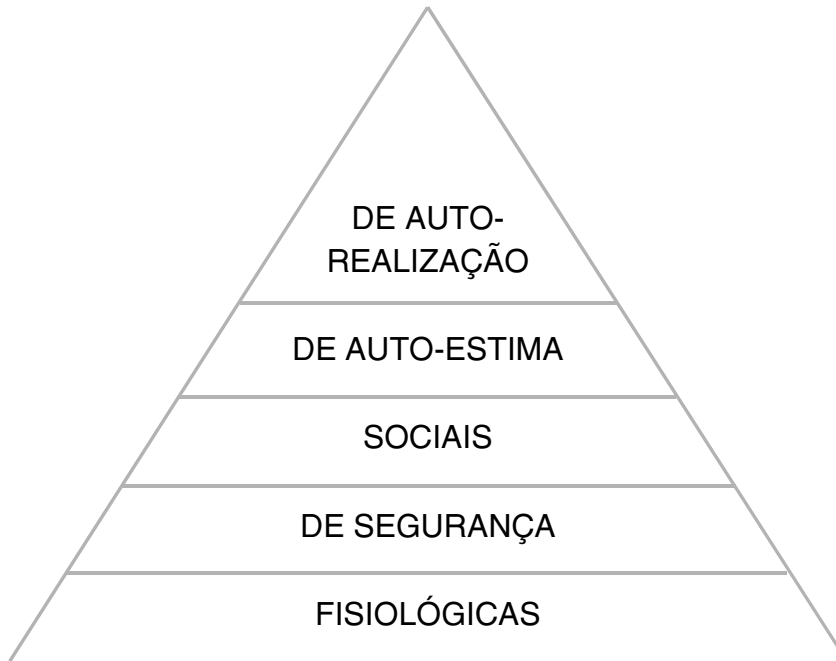 DE AUTO-
REALIZAÇÃO
DE AUTO-ESTIMA
SOCIAIS
DE SEGURANÇA
FISIOLÓGICAS